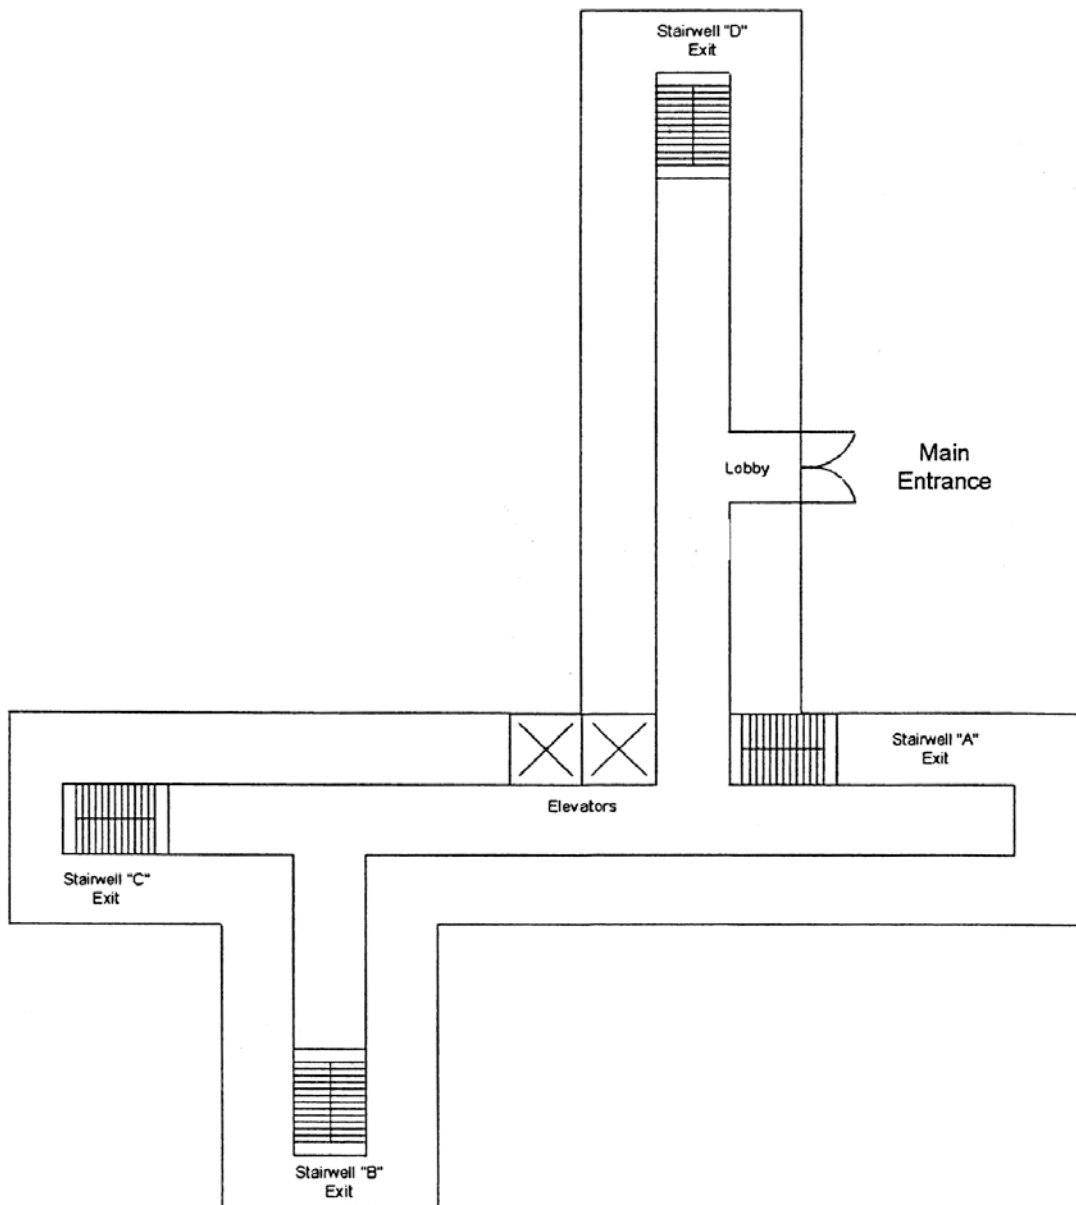 Stairwell "D"
Exit
Lobby
Main
Entrance
Stairwell "A"
Exit
Elevators
Stairwell "C"
Exit
Stairwell "B"
Exit